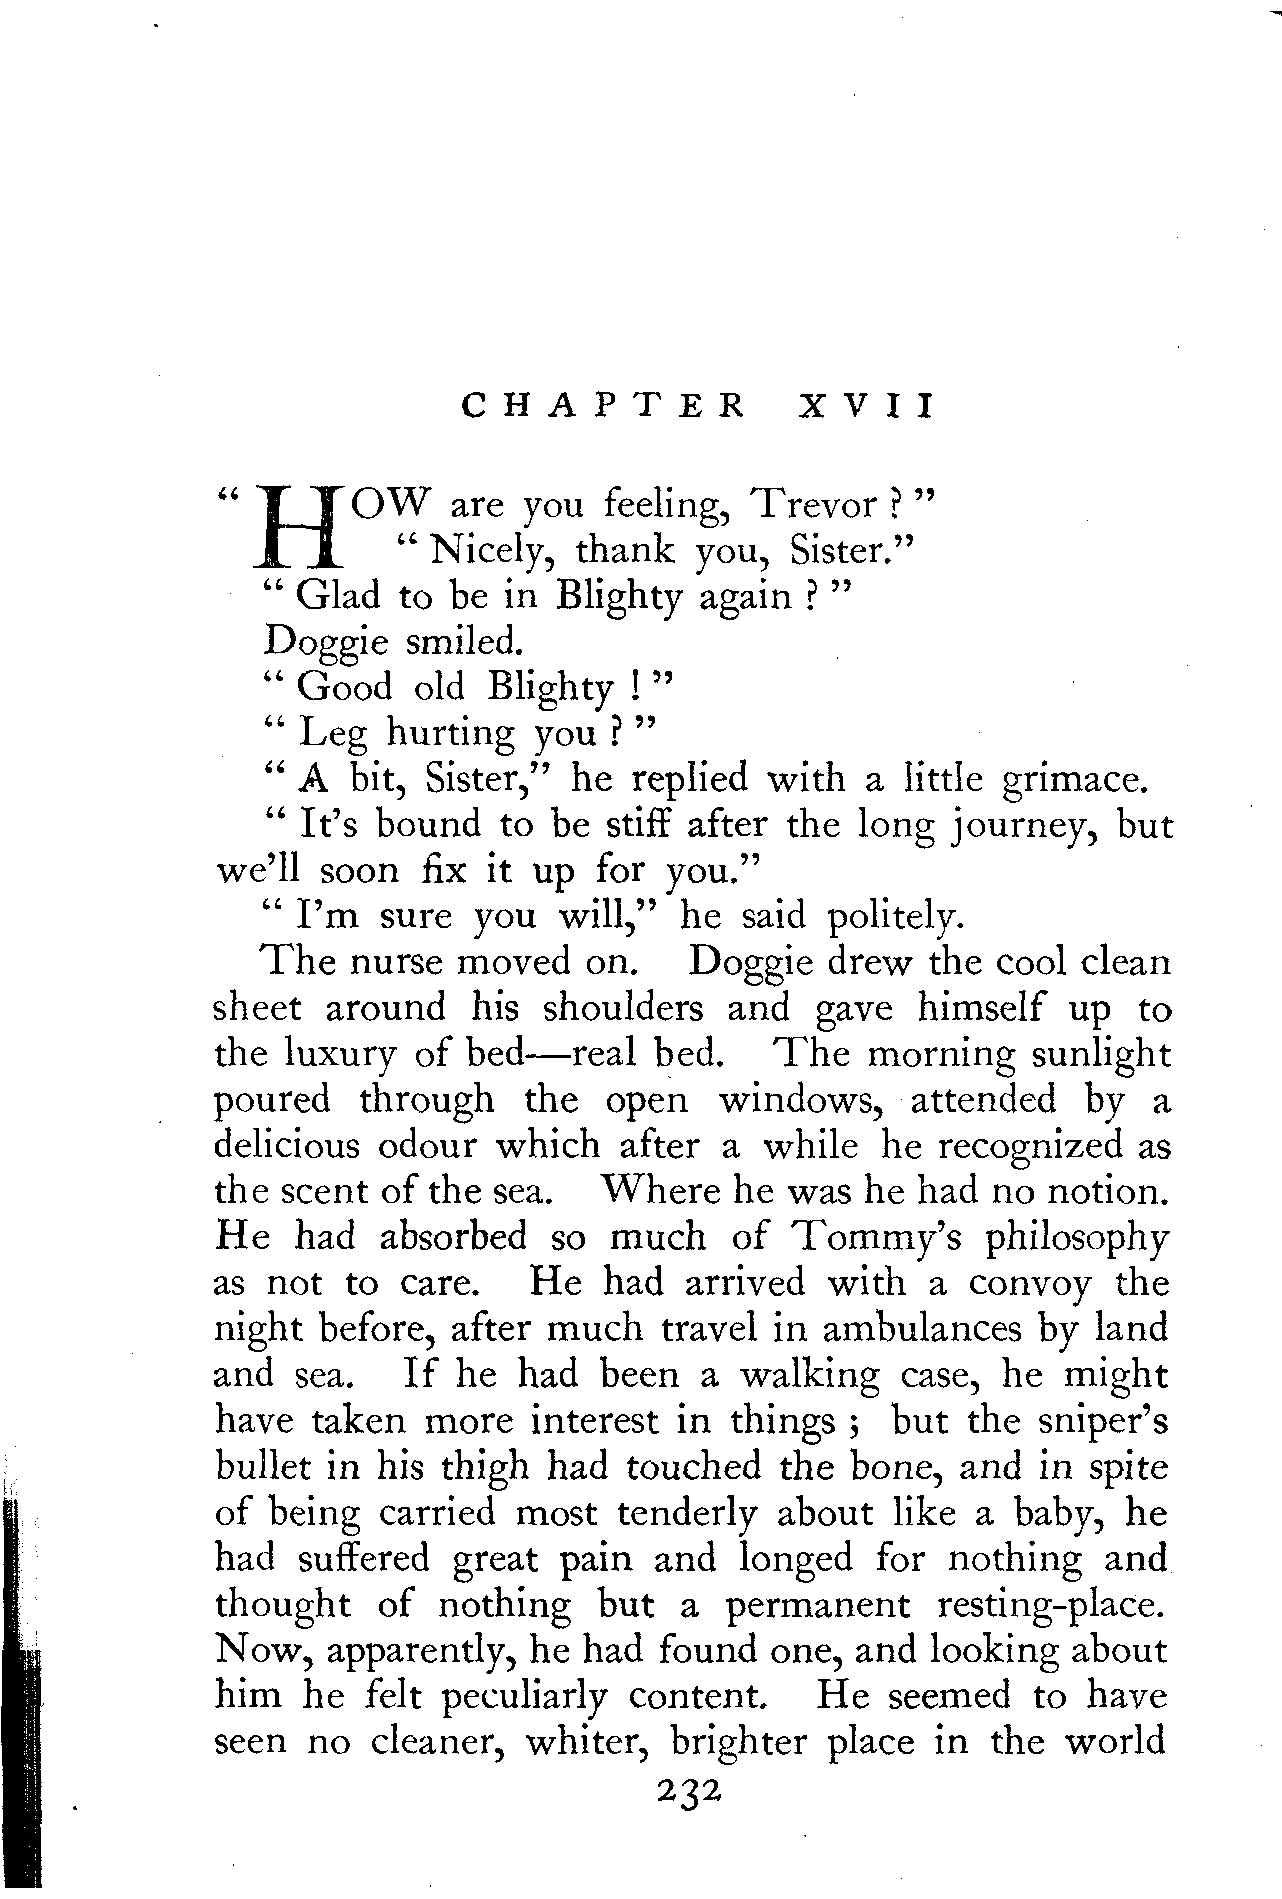 CHAPTER XVII
“ HOW are you feeling, Trevor ? ”
“ Nicely, thank you, Sister.”
“ Glad to be in Blighty again ? ”
Doggie smiled.
“ Good old Blighty ! ”
“ Leg hurting you ? ”
“ A bit, Sister,” he replied with a little grimace.
“ It’s bound to be stiff after the long journey, but
we’ll soon fix it up for you.”
“ I’m sure you will,” he said politely.
The nurse moved on. Doggie drew the cool clean
sheet around his shoulders and gave himself up to
the luxury of bed—real bed. The morning sunlight
poured through the open windows, attended by a
delicious odour which after a while he recognized as
the scent of the sea. Where he was he had no notion.
He had absorbed so much of Tommy’s philosophy
as not to care. He had arrived with a convoy the
night before, after much travel in ambulances by land
and sea. If he had been a walking case, he might
have taken more interest in things ; but the sniper’s
bullet in his thigh had touched the bone, and in spite
of being carried most tenderly about like a baby, he
had suffered great pain and longed for nothing and
thought of nothing but a permanent resting-place.
Now, apparently, he had found one, and looking about
him he felt peculiarly content. He seemed to have
seen no cleaner, whiter, brighter place in the world
232